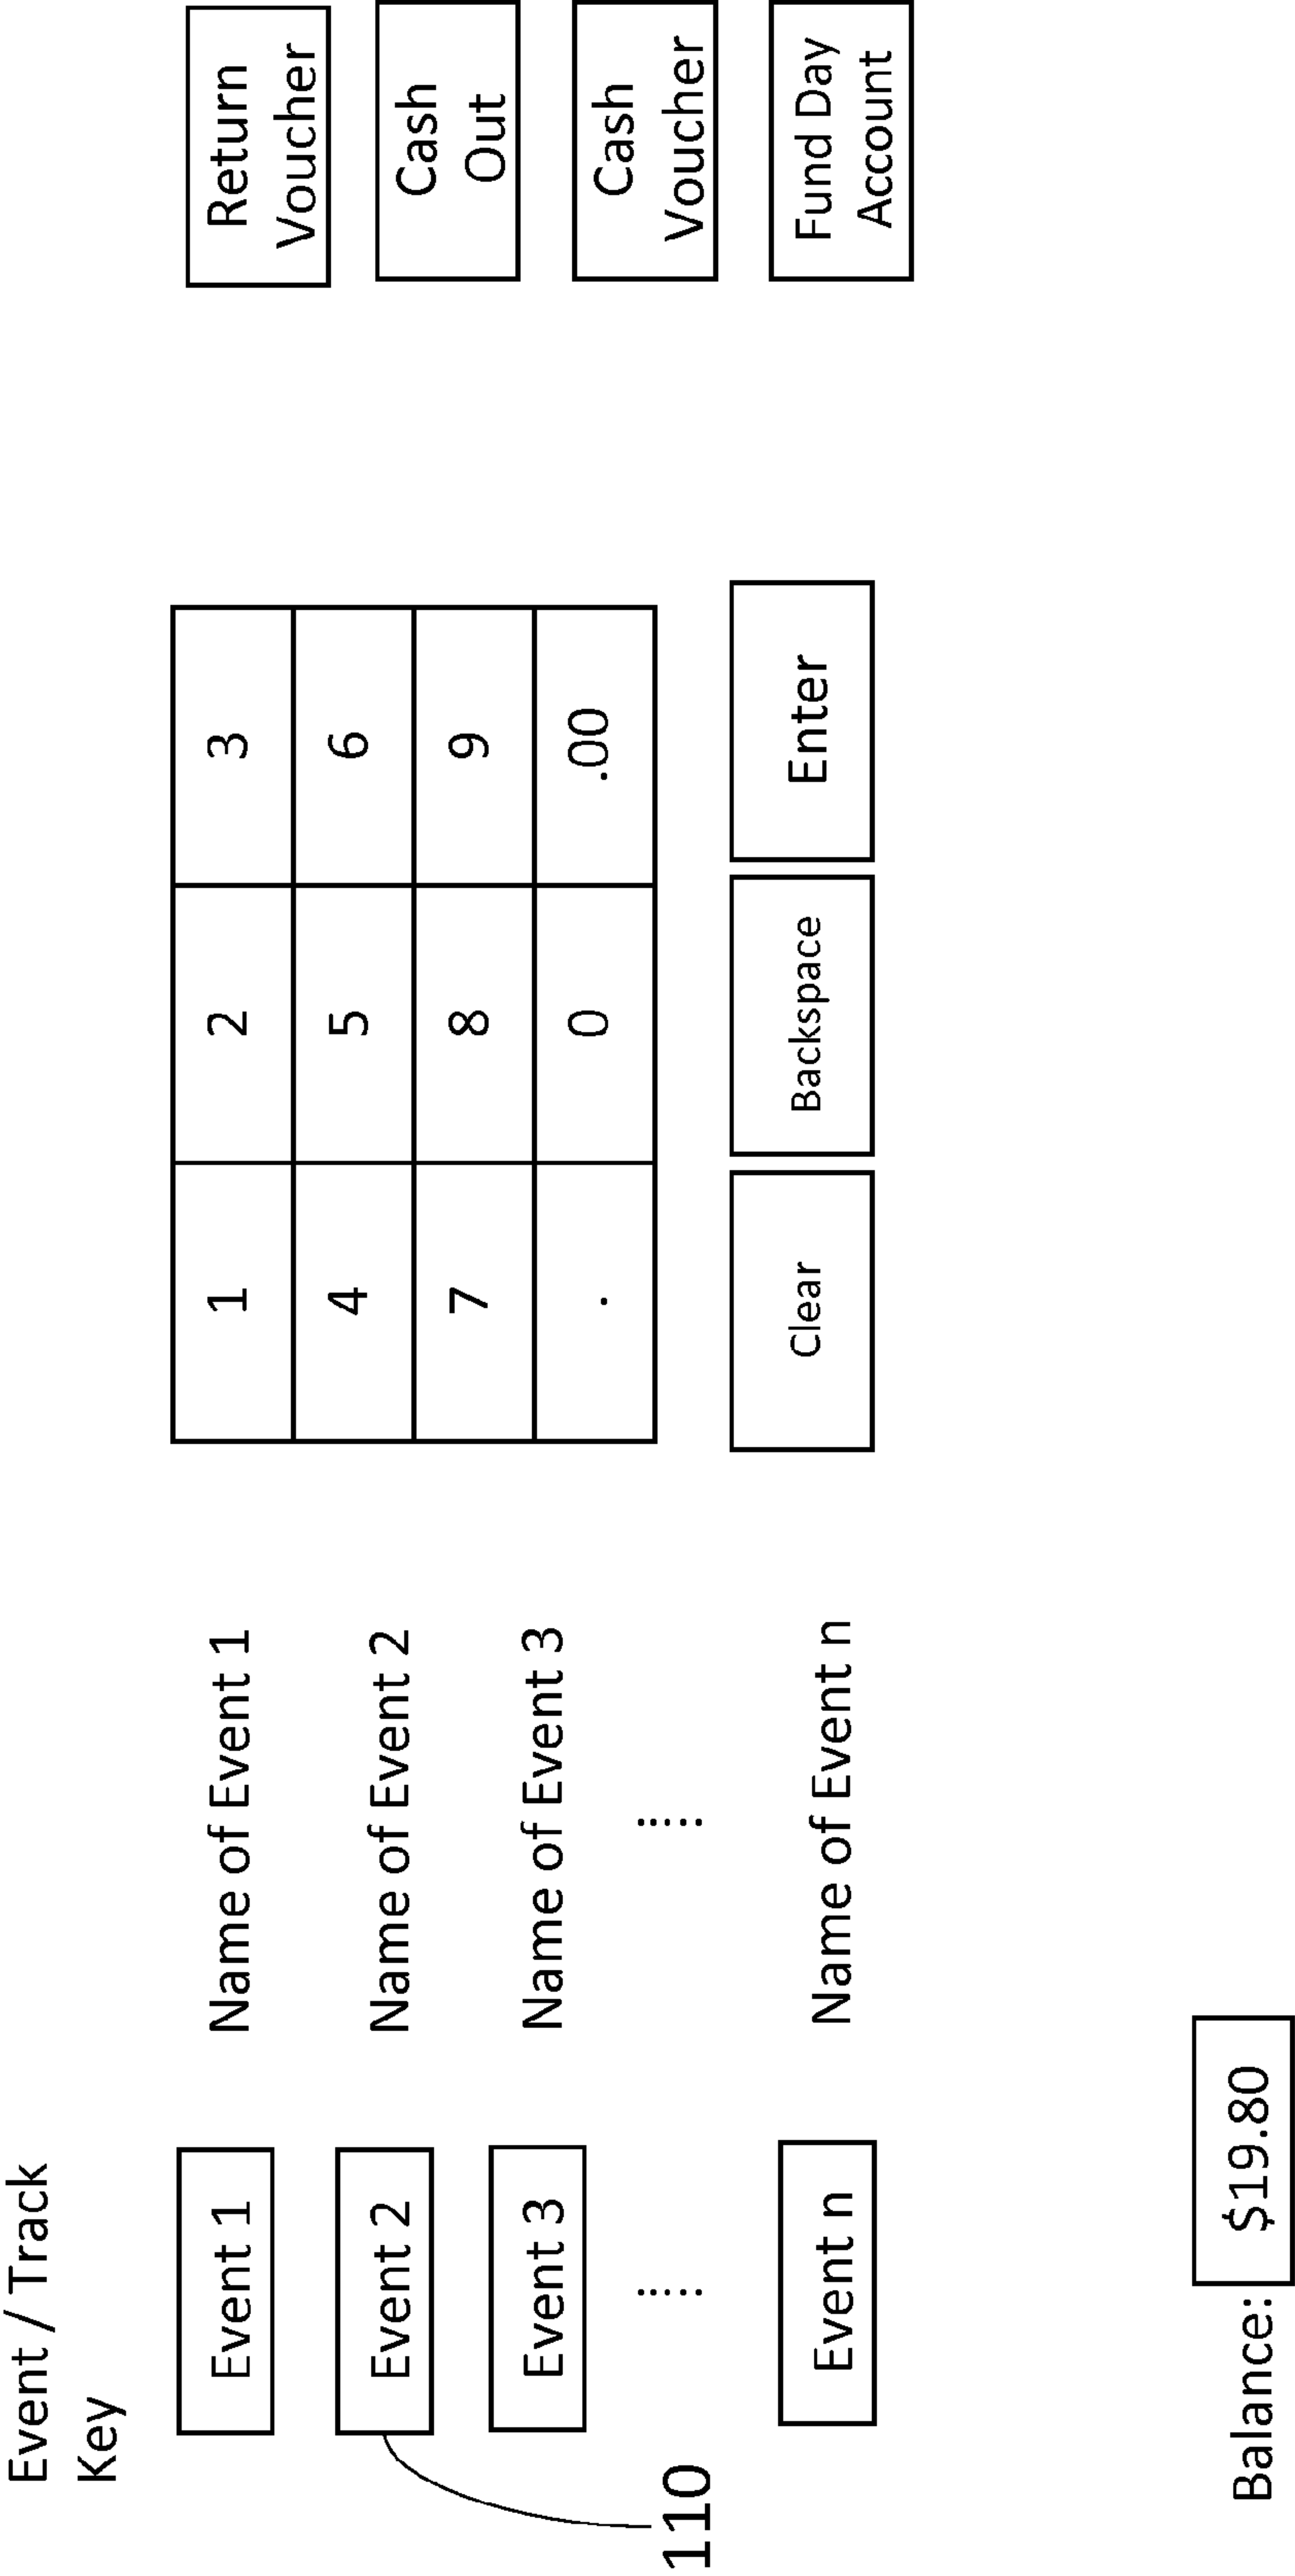 Event / Track
Key
Event 1
Name of Event 1
Event 2
Name of Event 2
Event 3
Name of Event 3
.....
.....
Event n
Name of Event n
110
Balance:
$19.80
1
2
3
4
5
6
7
8
9
.
0
.00
Clear
Backspace
Enter
Return
Voucher
Cash
Out
Cash
Voucher
Fund Day
Account